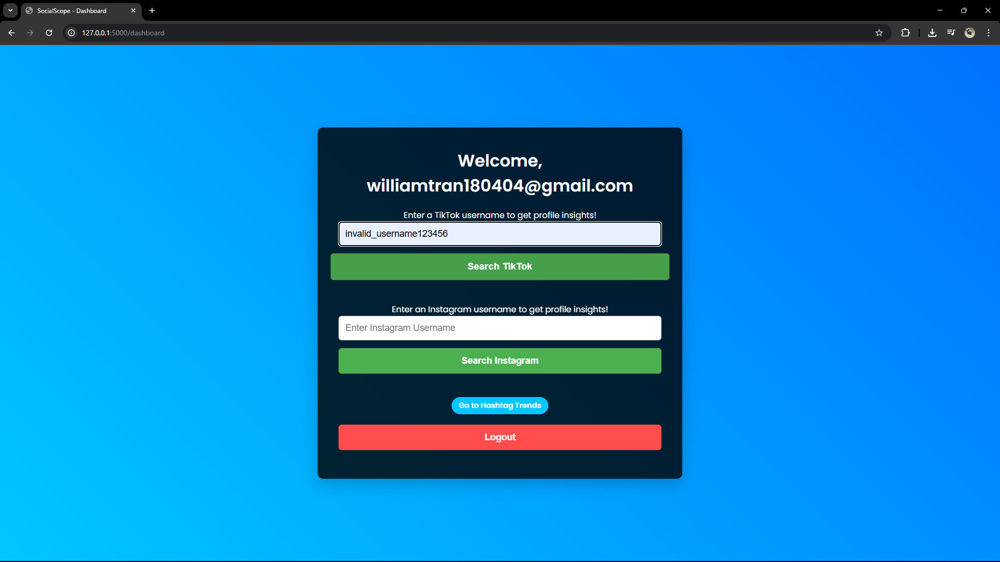 SocialScope - Dashboard
127.0.0.1:5000/dashboard
Welcome,
williamtran180404@gmail.com
Enter a TikTok username to get profile insights!
invalid_username123456
Search TikTok
Enter an Instagram username to get profile insights!
Enter Instagram Username
Search Instagram
Go to Hashtag Trends
Logout